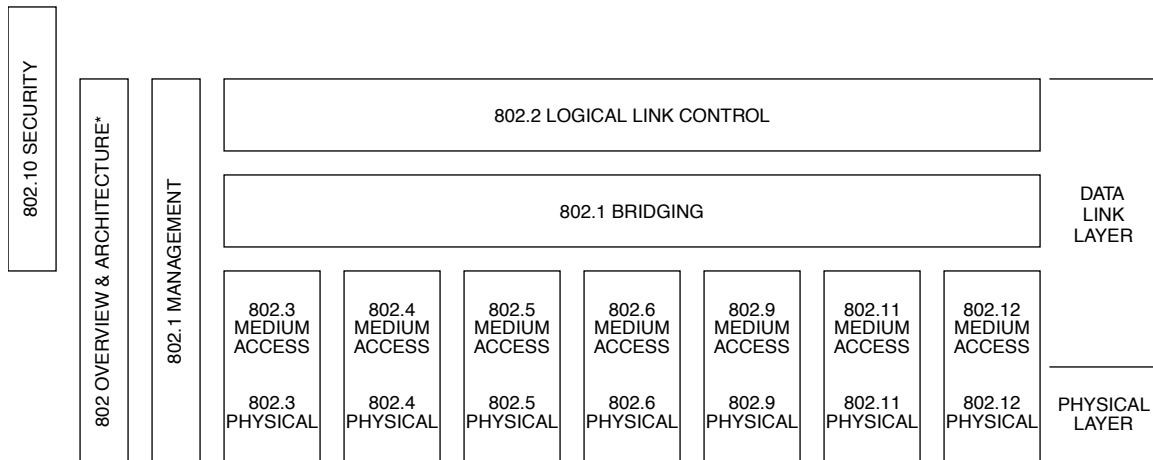 802.10 SECURITY
802 OVERVIEW & ARCHITECTURE*
802.1 MANAGEMENT
802.2 LOGICAL LINK CONTROL
802.1 BRIDGING
DATA
LINK
LAYER
802.3
MEDIUM
ACCESS
802.4
MEDIUM
ACCESS
802.5
MEDIUM
ACCESS
802.6
MEDIUM
ACCESS
802.9
MEDIUM
ACCESS
802.11
MEDIUM
ACCESS
802.12
MEDIUM
ACCESS
802.3
PHYSICAL
802.4
PHYSICAL
802.5
PHYSICAL
802.6
PHYSICAL
802.9
PHYSICAL
802.11
PHYSICAL
802.12
PHYSICAL
PHYSICAL
LAYER